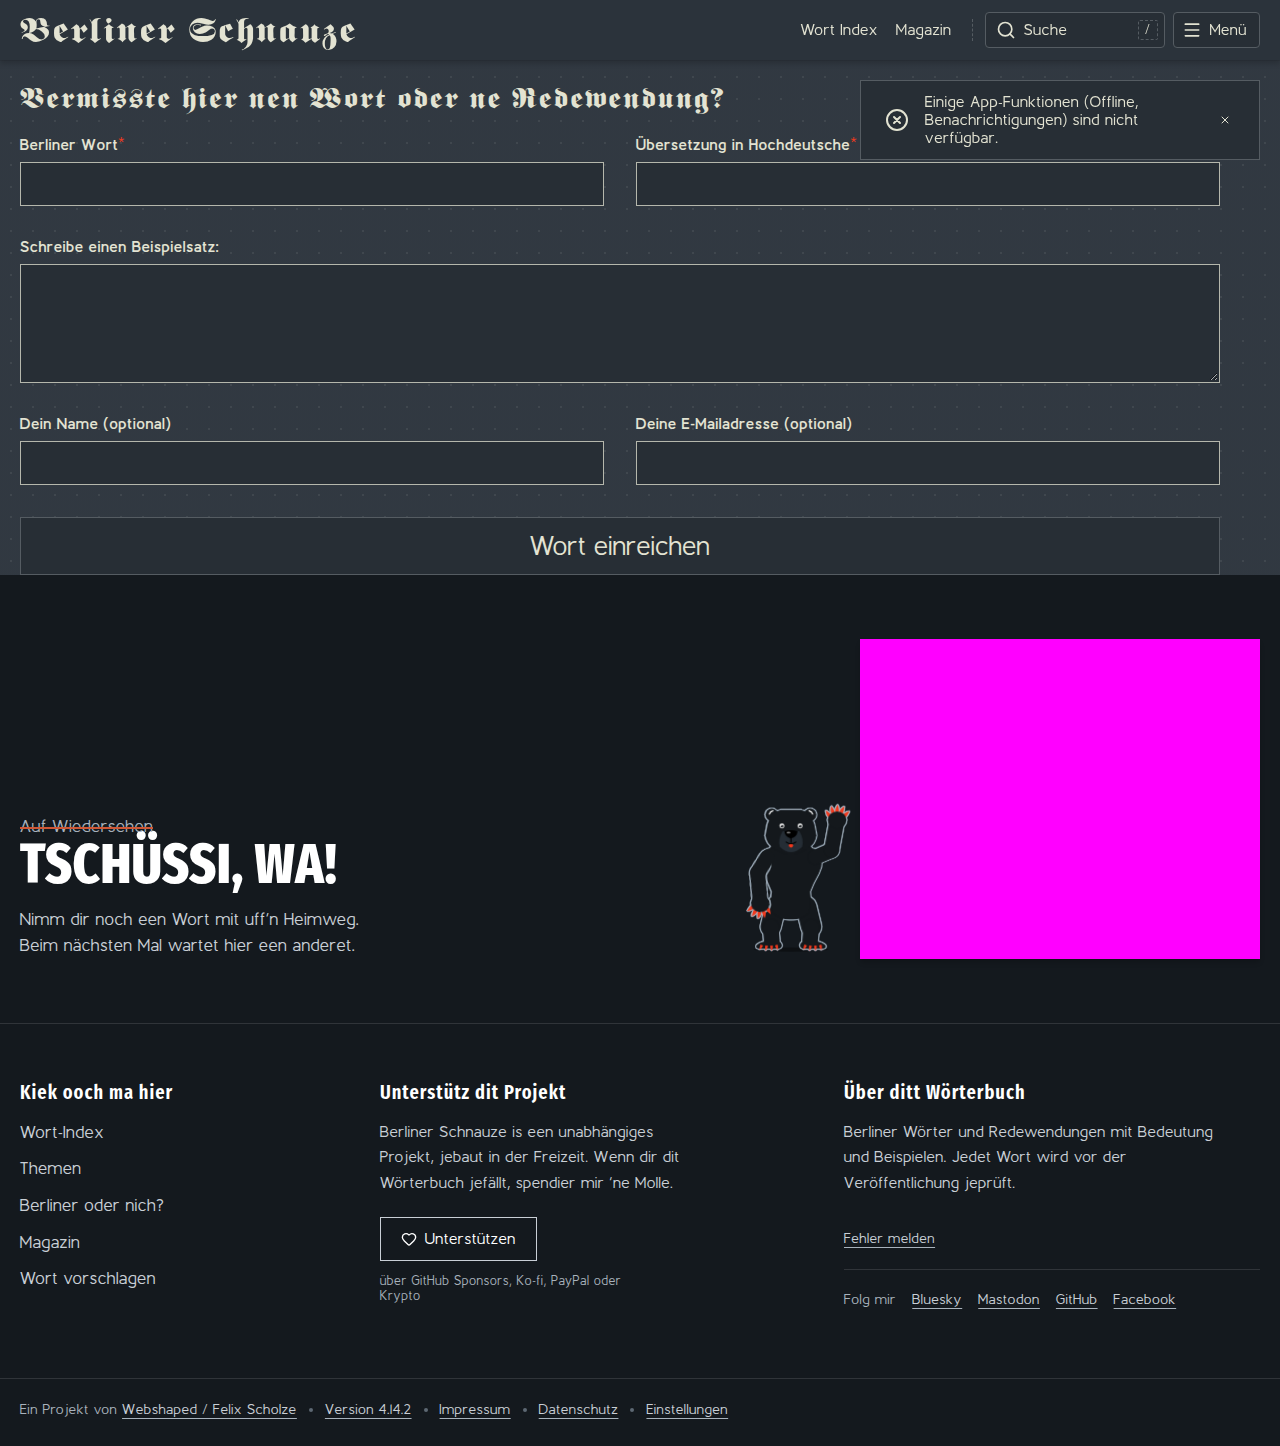 Berliner Schnauze
Wort Index
Magazin
Suche
/
Menü
Vermisste hier nen Wort oder ne Redewendung?
Einige App-Funktionen (Offline,
Benachrichtigungen) sind nicht
verfügbar.
Berliner Wort*
Übersetzung in Hochdeutsche*
Schreibe einen Beispielsatz:
Dein Name (optional)
Deine E-Mailadresse (optional)
Wort einreichen
Auf Wiedersehen
TSCHÜSSI, WA!
Nimm dir noch een Wort mit uff'n Heimweg.
Beim nächsten Mal wartet hier een anderet.
Kiek ooch ma hier
Wort-Index
Themen
Berliner oder nich?
Magazin
Wort vorschlagen
Unterstütz dit Projekt
Berliner Schnauze is een unabhängiges
Projekt, jebaut in der Freizeit. Wenn dir dit
Wörterbuch jefällt, spendier mir 'ne Molle.
Unterstützen
über GitHub Sponsors, Ko-fi, PayPal oder
Krypto
Über ditt Wörterbuch
Berliner Wörter und Redewendungen mit Bedeutung
und Beispielen. Jedet Wort wird vor der
Veröffentlichung jeprüft.
Fehler melden
Folg mir Bluesky Mastodon GitHub Facebook
Ein Projekt von Webshaped / Felix Scholze • Version 4.14.2 • Impressum • Datenschutz • Einstellungen